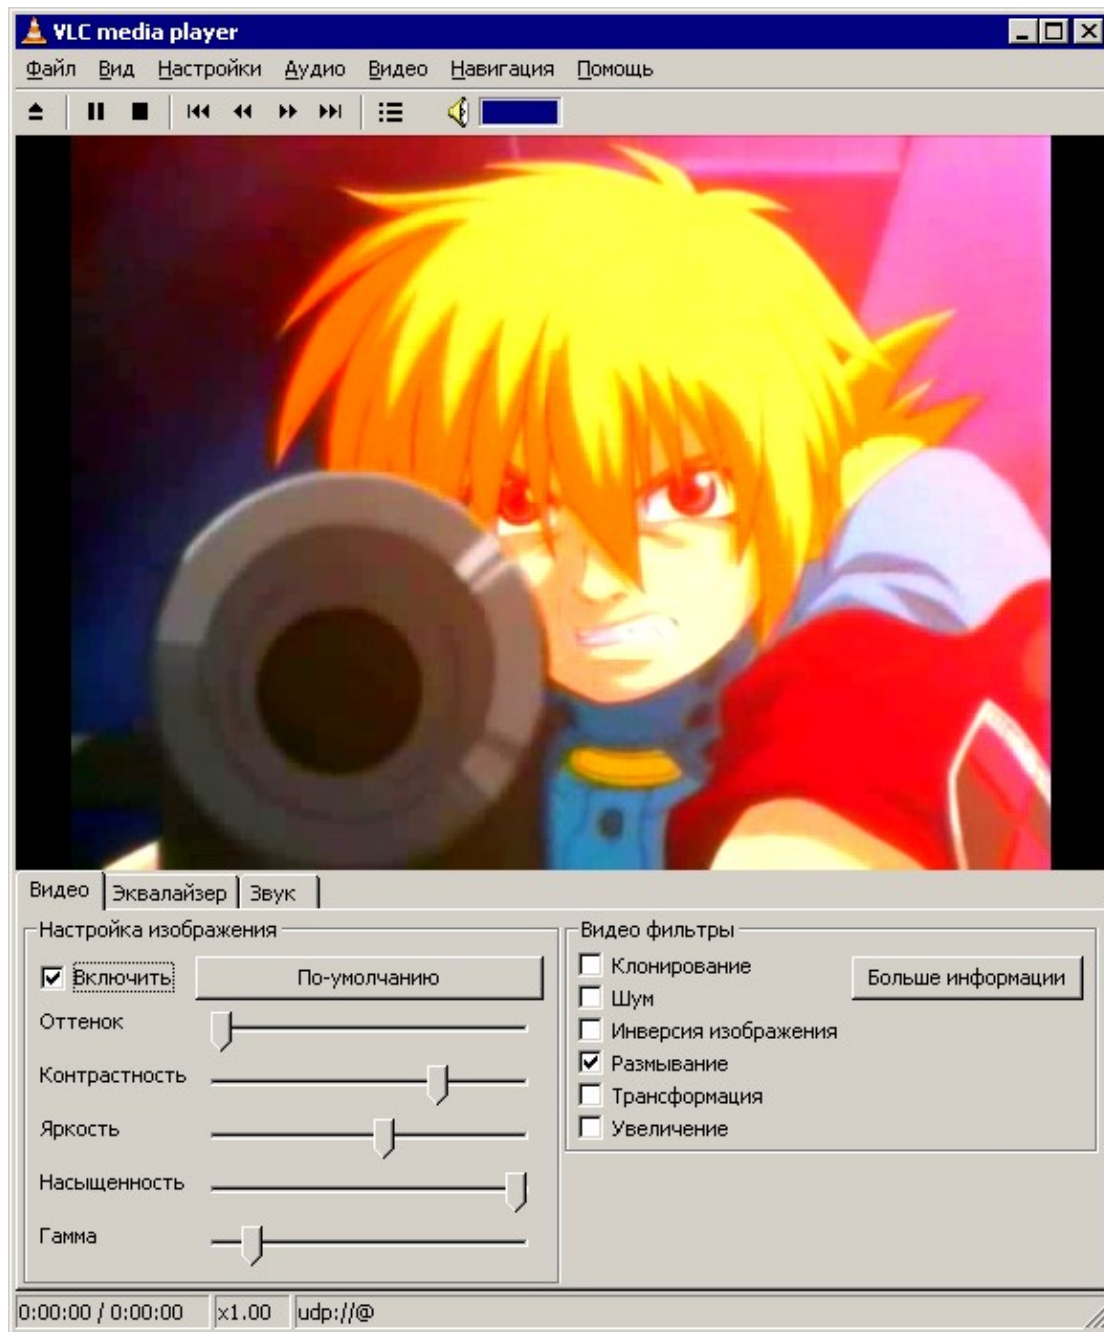 VLC media player
Файл Вид Настройки Аудио Видео Навигация Помощь
Видео Эквалайзер Звук
Настройка изображения
Включить По-умолчанию
Оттенок
Контрастность
Яркость
Насыщенность
Гамма
Видео фильтры
Клонирование Больше информации
Шум
Инверсия изображения
Размывание
Трансформация
Увеличение
0:00:00 / 0:00:00 x1.00 udp://@